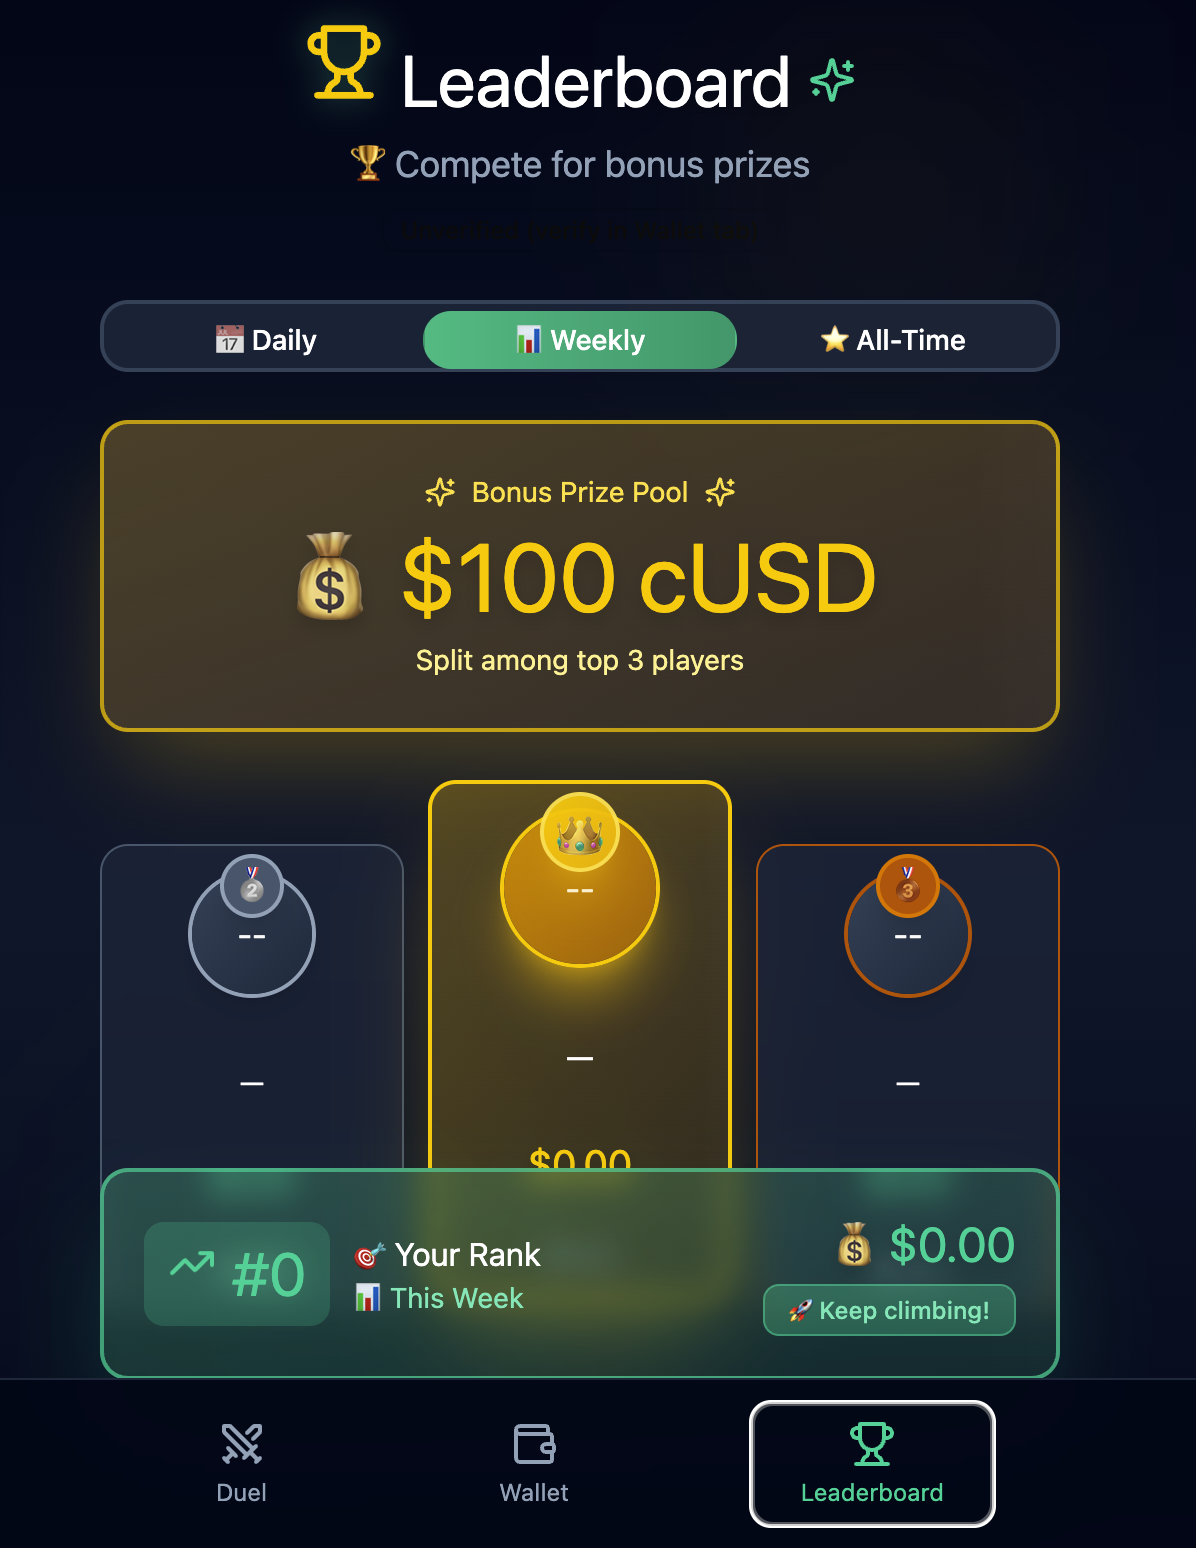 Leaderboard
Compete for bonus prizes
Daily
Weekly
All-Time
Bonus Prize Pool
$100 cUSD
Split among top 3 players
2
--
--
3
--
—
—
—
$0.00
#0
Your Rank
This Week
$0.00
Keep climbing!
Duel
Wallet
Leaderboard